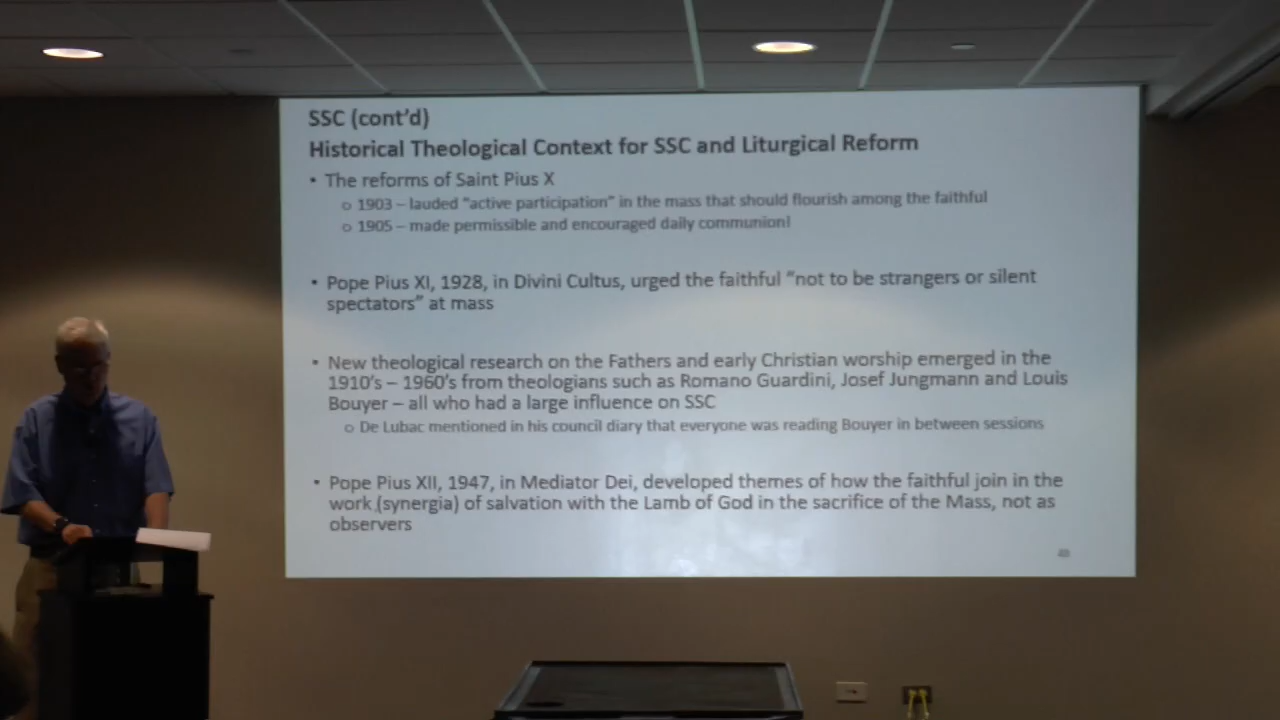 SSC (cont'd)
Historical Theological Context for SSC and Liturgical Reform
• The reforms of Saint Pius X
o 1903 – lauded "active participation" in the mass that should flourish among the faithful
o 1905 – made permissible and encouraged daily communion!
• Pope Pius XI, 1928, in Divini Cultus, urged the faithful "not to be strangers or silent
spectators" at mass
• New theological research on the Fathers and early Christian worship emerged in the
1910's – 1960's from theologians such as Romano Guardini, Josef Jungmann and Louis
Bouyer – all who had a large influence on SSC
o De Lubac mentioned in his council diary that everyone was reading Bouyer in between sessions
• Pope Pius XII, 1947, in Mediator Dei, developed themes of how the faithful join in the
work (synergia) of salvation with the Lamb of God in the sacrifice of the Mass, not as
observers